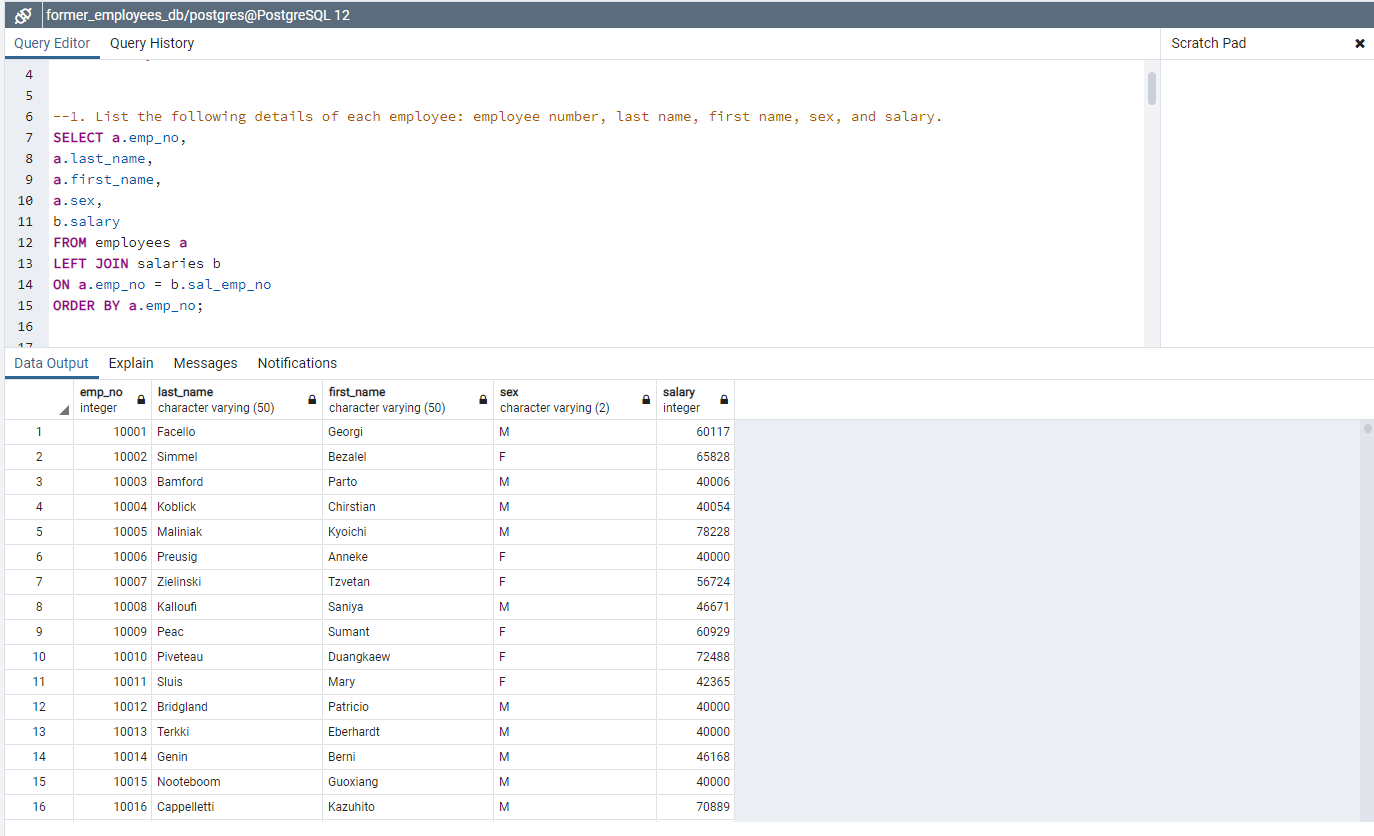 former_employees_db/postgres@PostgreSQL 12
Query Editor Query History Scratch Pad ✖
4
5
6 --1. List the following details of each employee: employee number, last name, first name, sex, and salary.
7 SELECT a.emp_no,
8 a.last_name,
9 a.first_name,
10 a.sex,
11 b.salary
12 FROM employees a
13 LEFT JOIN salaries b
14 ON a.emp_no = b.sal_emp_no
15 ORDER BY a.emp_no;
16
Data Output Explain Messages Notifications
emp_no last_name first_name sex salary
integer character varying (50) character varying (50) character varying (2) integer
1 10001 Facello Georgi M 60117
2 10002 Simmel Bezalel F 65828
3 10003 Bamford Parto M 40006
4 10004 Koblick Chirstian M 40054
5 10005 Maliniak Kyoichi M 78228
6 10006 Preusig Anneke F 40000
7 10007 Zielinski Tzvetan F 56724
8 10008 Kalloufi Saniya M 46671
9 10009 Peac Sumant F 60929
10 10010 Piveteau Duangkaew F 72488
11 10011 Sluis Mary F 42365
12 10012 Bridgland Patricio M 40000
13 10013 Terkki Eberhardt M 40000
14 10014 Genin Berni M 46168
15 10015 Nooteboom Guoxiang M 40000
16 10016 Cappelletti Kazuhito M 70889